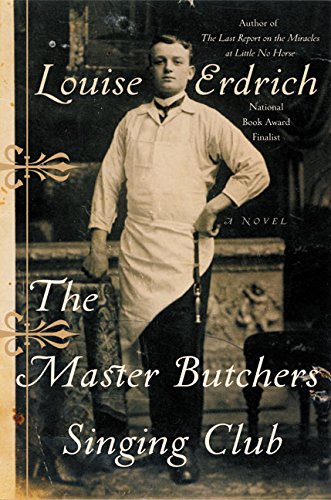 Author of
The Last Report on the Miracles
at Little No Horse
Louise Erdrich
National
Book Award
Finalist
A NOVEL
The
Master Butchers
Singing Club